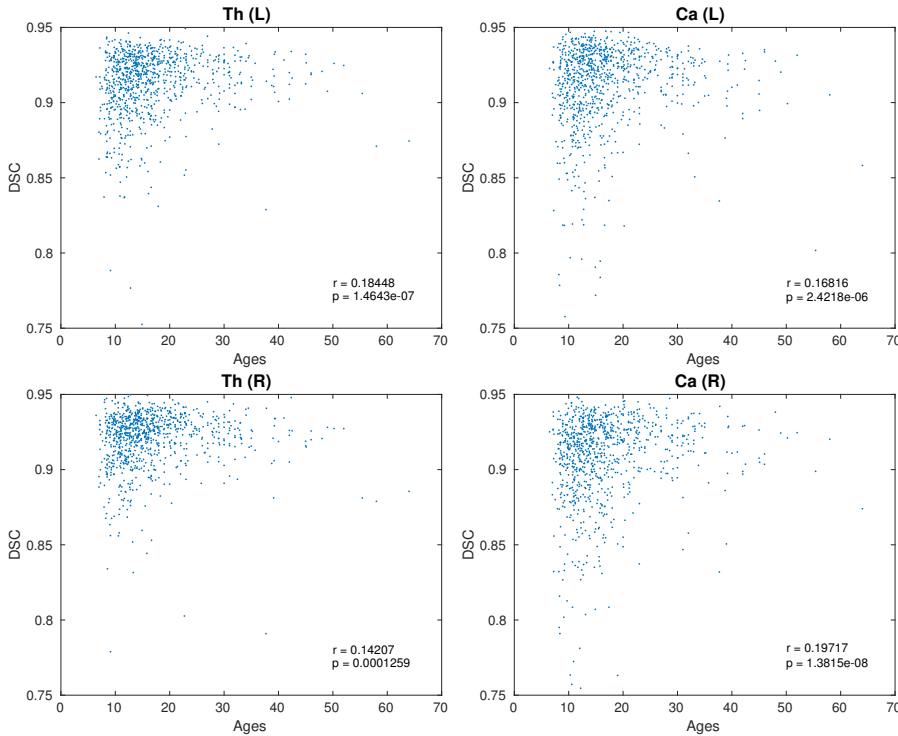 Th (L)
0.95
0.9
0.85
0.8
0.75
DSC
r = 0.18448
p = 1.4643e-07
0 10 20 30 40 50 60 70
Ages
Ca (L)
0.95
0.9
0.85
0.8
0.75
DSC
r = 0.16816
p = 2.4218e-06
0 10 20 30 40 50 60 70
Ages
Th (R)
0.95
0.9
0.85
0.8
0.75
DSC
r = 0.14207
p = 0.0001259
0 10 20 30 40 50 60 70
Ages
Ca (R)
0.95
0.9
0.85
0.8
0.75
DSC
r = 0.19717
p = 1.3815e-08
0 10 20 30 40 50 60 70
Ages